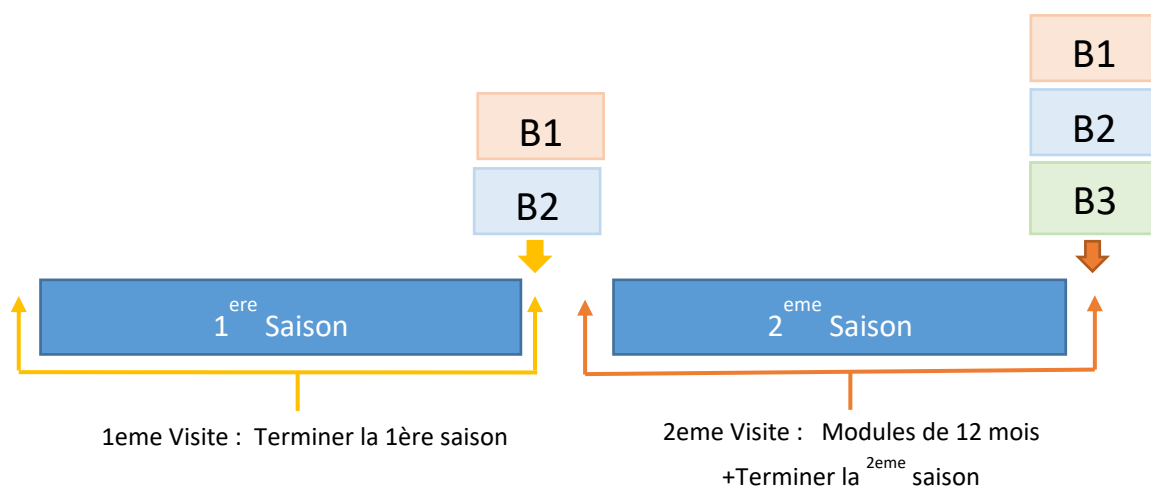 B1
B2
B1
B2
B3
1ere Saison
2eme Saison
1eme Visite : Terminer la 1ère saison
2eme Visite : Modules de 12 mois
+Terminer la 2eme saison